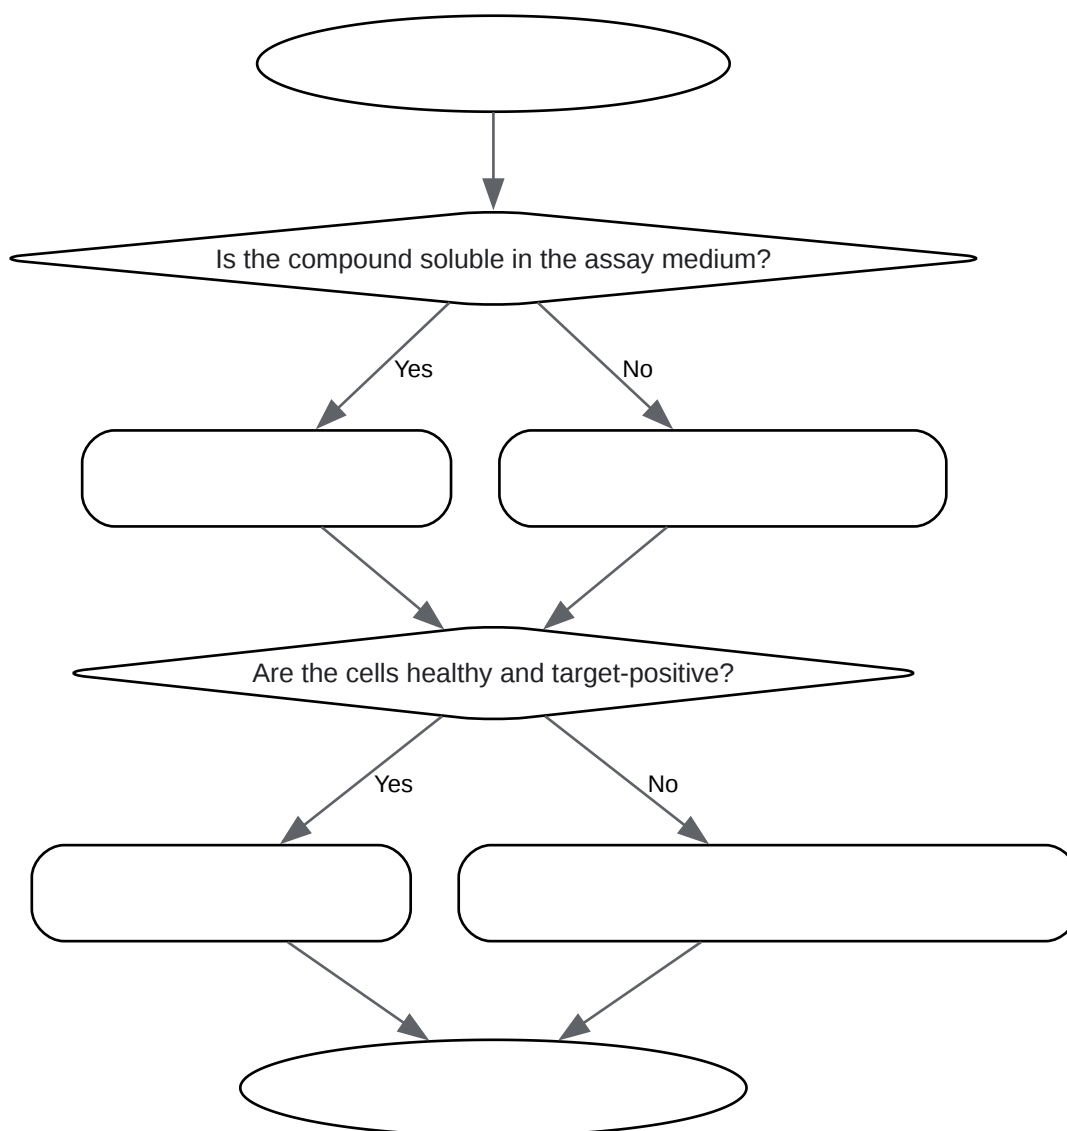 Is the compound soluble in the assay medium?
Yes
No
Are the cells healthy and target-positive?
Yes
No